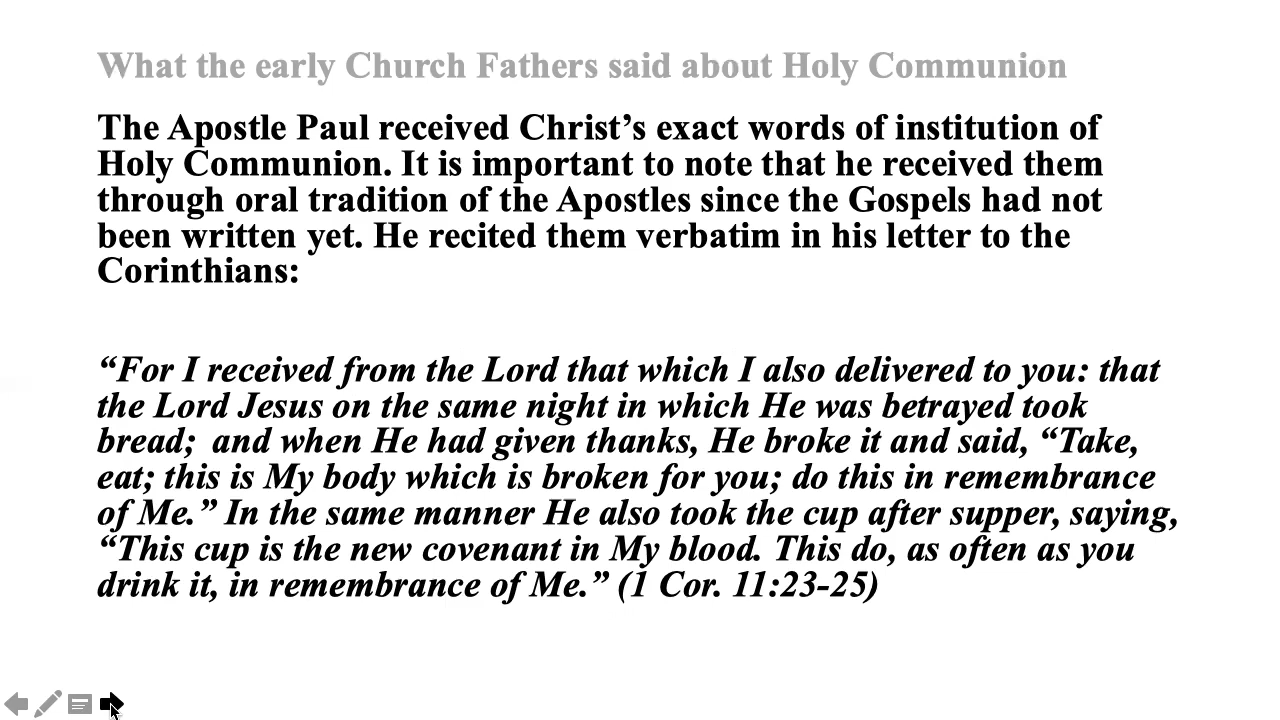 What the early Church Fathers said about Holy Communion
The Apostle Paul received Christ’s exact words of institution of
Holy Communion. It is important to note that he received them
through oral tradition of the Apostles since the Gospels had not
been written yet. He recited them verbatim in his letter to the
Corinthians:
“For I received from the Lord that which I also delivered to you: that
the Lord Jesus on the same night in which He was betrayed took
bread; and when He had given thanks, He broke it and said, “Take,
eat; this is My body which is broken for you; do this in remembrance
of Me.” In the same manner He also took the cup after supper, saying,
“This cup is the new covenant in My blood. This do, as often as you
drink it, in remembrance of Me.” (1 Cor. 11:23-25)